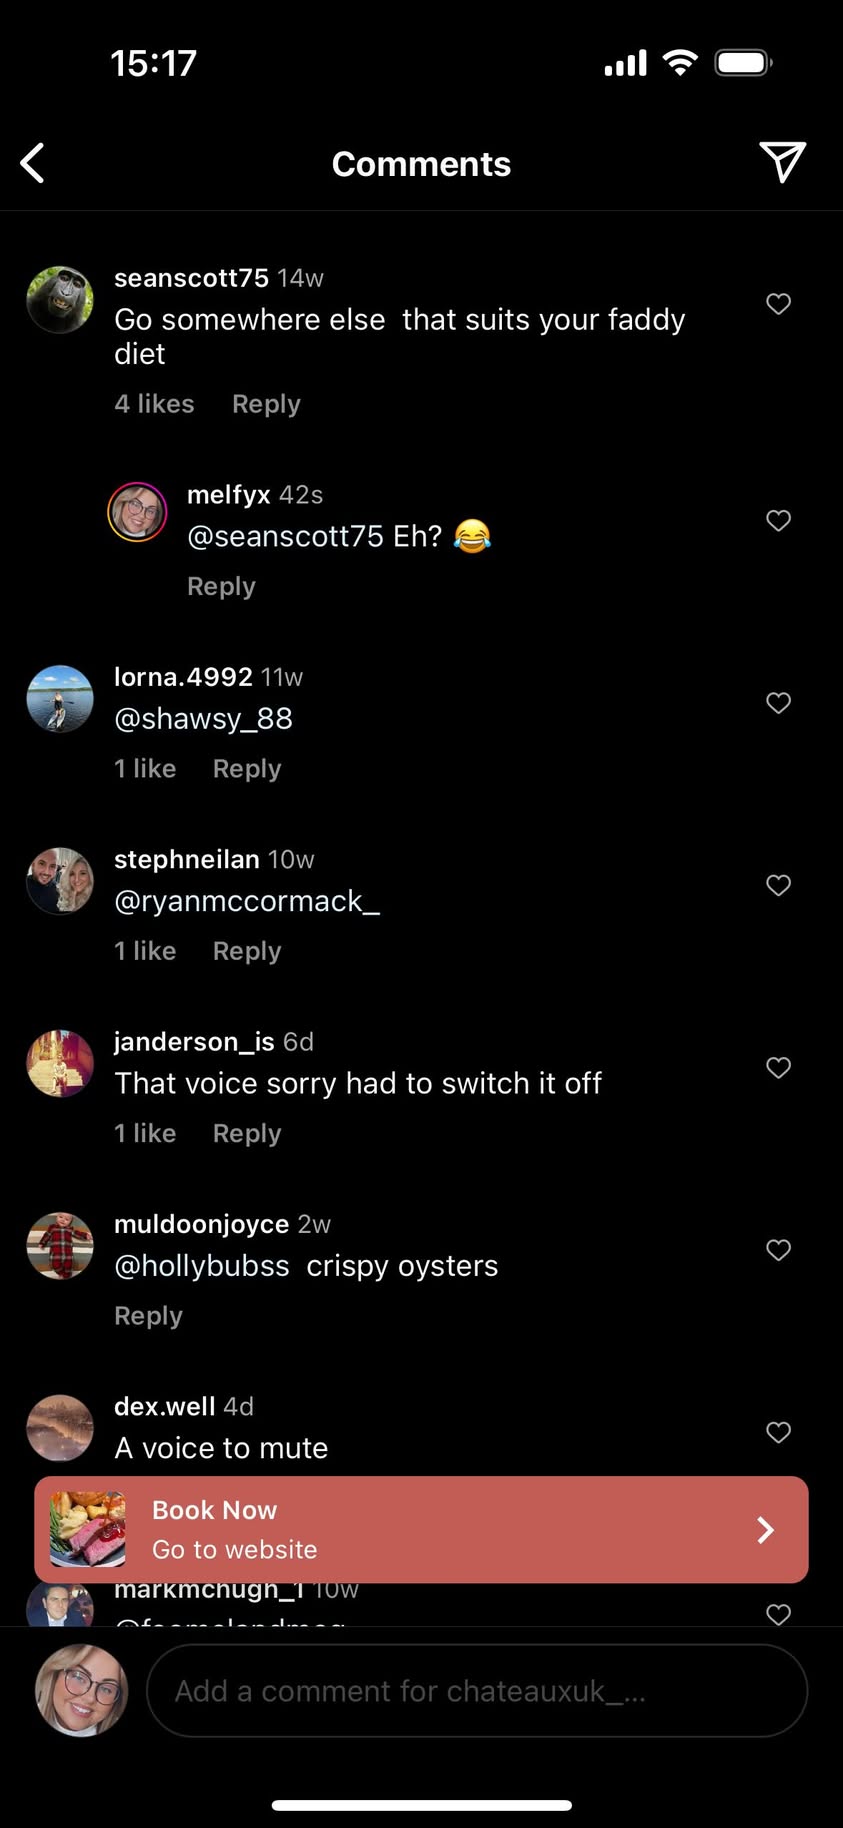 15:17
Comments
seanscott75 14w
Go somewhere else  that suits your faddy
diet
4 likes Reply
melfyx 42s
@seanscott75 Eh? 😂
Reply
lorna.4992 11w
@shawsy_88
1 like Reply
stephneilan 10w
@ryanmccormack_
1 like Reply
janderson_is 6d
That voice sorry had to switch it off
1 like Reply
muldoonjoyce 2w
@hollybubss  crispy oysters
Reply
dex.well 4d
A voice to mute
Book Now
Go to website
markmchugh_1 10w
Add a comment for chateauxuk_...